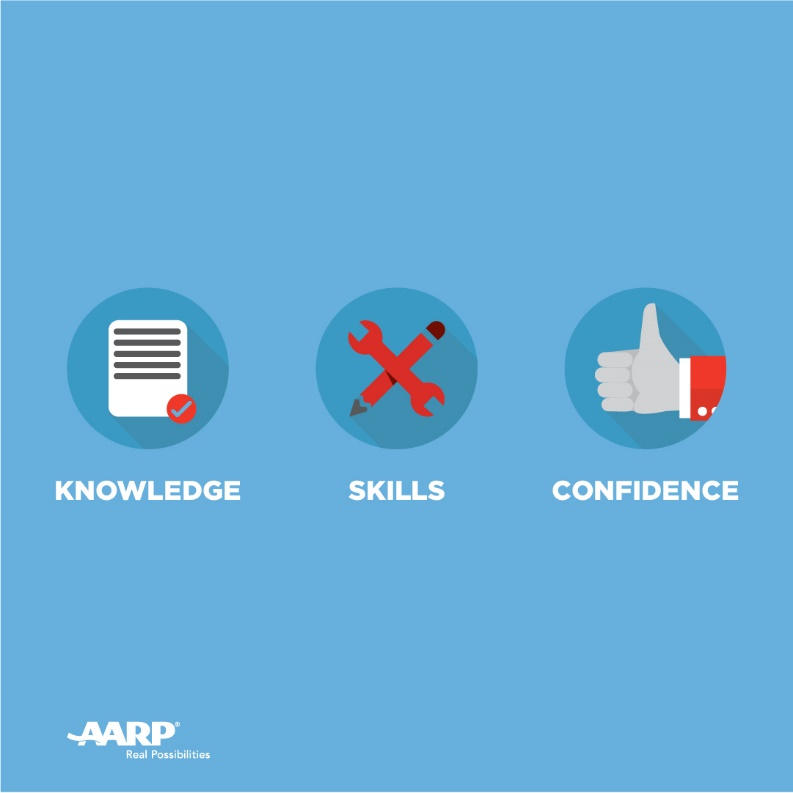 KNOWLEDGE SKILLS CONFIDENCE
AARP®
Real Possibilities